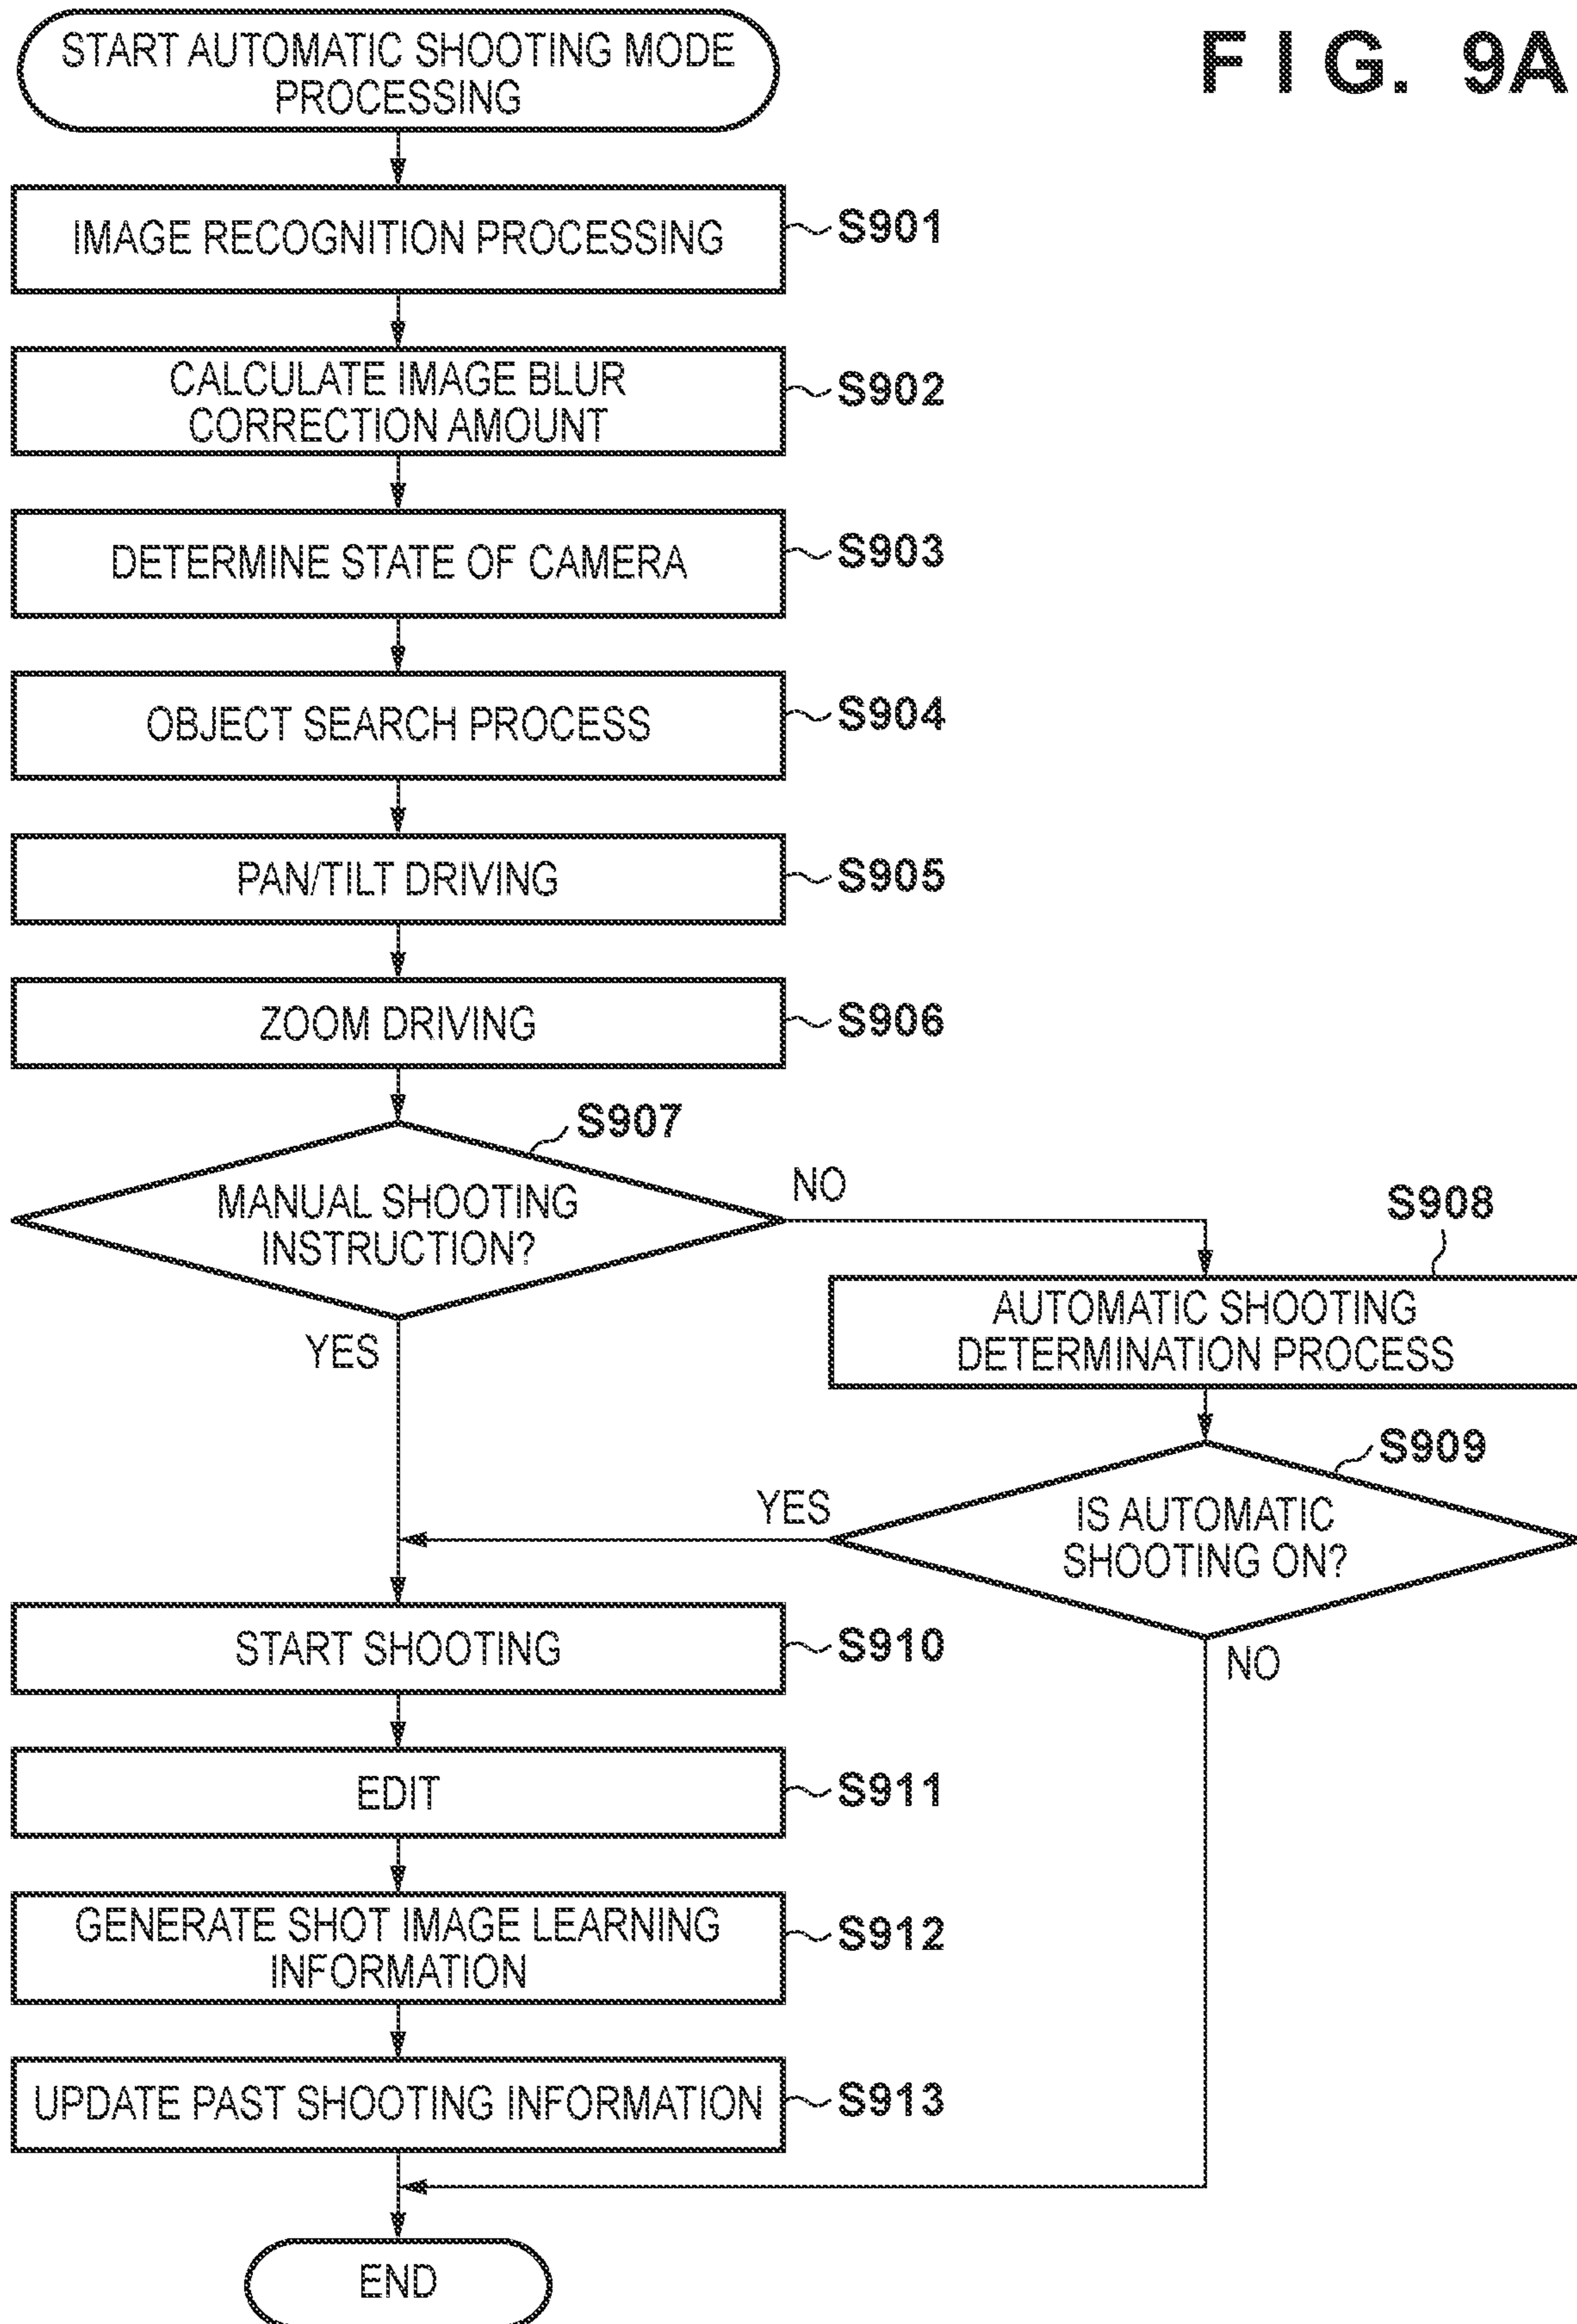 FIG. 9A
START AUTOMATIC SHOOTING MODE
PROCESSING
IMAGE RECOGNITION PROCESSING
S901
CALCULATE IMAGE BLUR
CORRECTION AMOUNT
S902
DETERMINE STATE OF CAMERA
S903
OBJECT SEARCH PROCESS
S904
PAN/TILT DRIVING
S905
ZOOM DRIVING
S906
S907
MANUAL SHOOTING
INSTRUCTION?
NO
YES
S908
AUTOMATIC SHOOTING
DETERMINATION PROCESS
S909
IS AUTOMATIC
SHOOTING ON?
YES
NO
START SHOOTING
S910
EDIT
S911
GENERATE SHOT IMAGE LEARNING
INFORMATION
S912
UPDATE PAST SHOOTING INFORMATION
S913
END